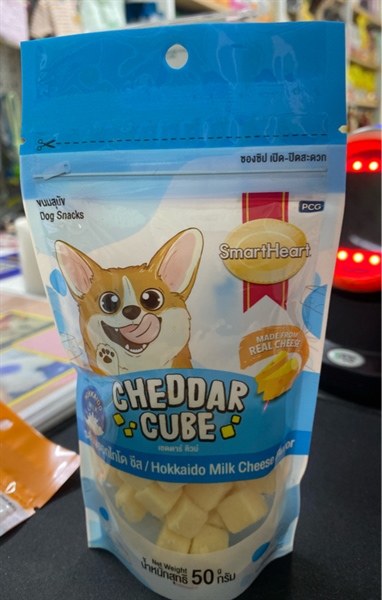 ซองซิป เปิด-ปิดสะดวก
ขนมสุนัข
Dog Snacks
PCG
SmartHeart
MADE FROM
REAL CHEESE
CHEDDAR
CUBE
เชดดาร์ คิวบ์
ชีส / Hokkaido Milk Cheese
Net Weight
น้ำหนักสุทธิ 50 g กรัม